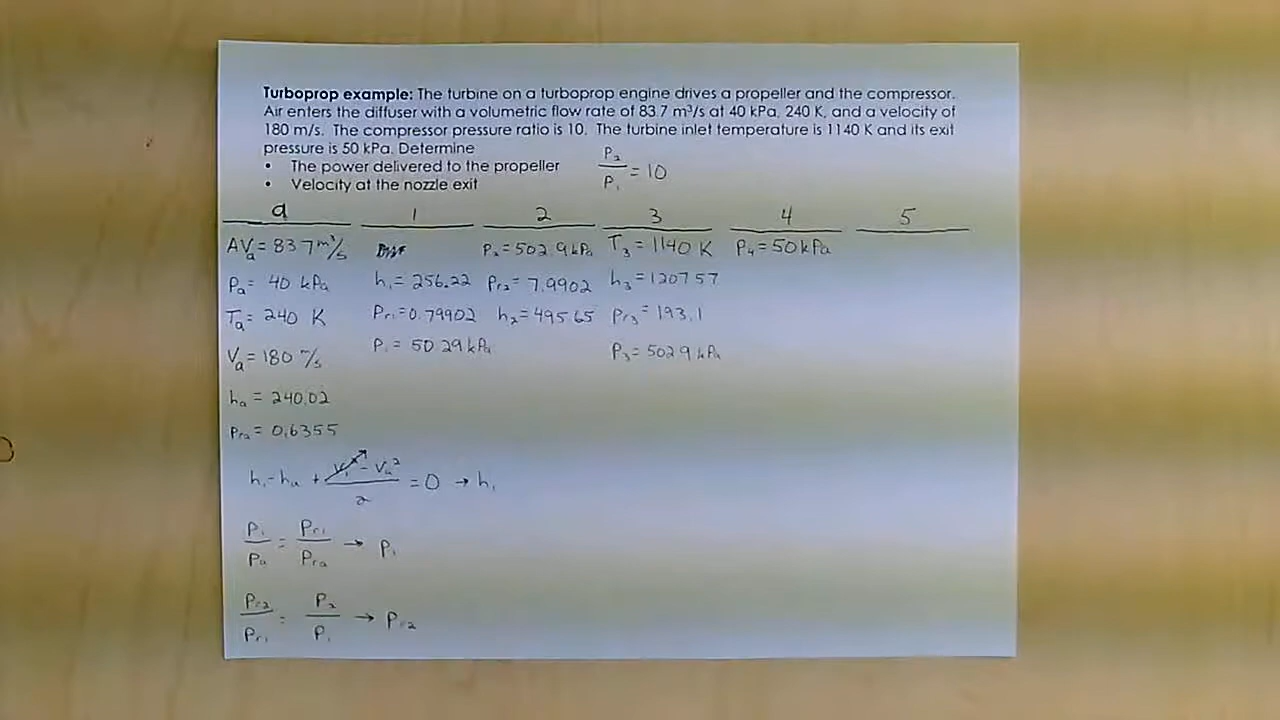 Turboprop example: The turbine on a turboprop engine drives a propeller and the compressor.
Air enters the diffuser with a volumetric flow rate of 83.7 m³/s at 40 kPa, 240 K, and a velocity of
180 m/s. The compressor pressure ratio is 10. The turbine inlet temperature is 1140 K and its exit
pressure is 50 kPa. Determine
• The power delivered to the propeller
• Velocity at the nozzle exit
P₂/P₁ = 10
a 1 2 3 4 5
AVₐ = 83.7 m³/s P₂ = 502.9 kPa T₃ = 1140 K P₄ = 50 kPa
Pₐ = 40 kPa h₁ = 256.22 Pr₂ = 7.9902 h₃ = 1207.57
Tₐ = 240 K Pr₁ = 0.79902 h₂ = 495.65 Pr₃ = 193.1
Vₐ = 180 m/s P₁ = 50.29 kPa P₃ = 502.9 kPa
hₐ = 240.02
Prₐ = 0.6355
h₁ - hₐ + (V₁² - Vₐ²)/2 = 0 → h₁
P₁/Pₐ = Pr₁/Prₐ → P₁
Pr₂/Pr₁ = P₂/P₁ → Pr₂